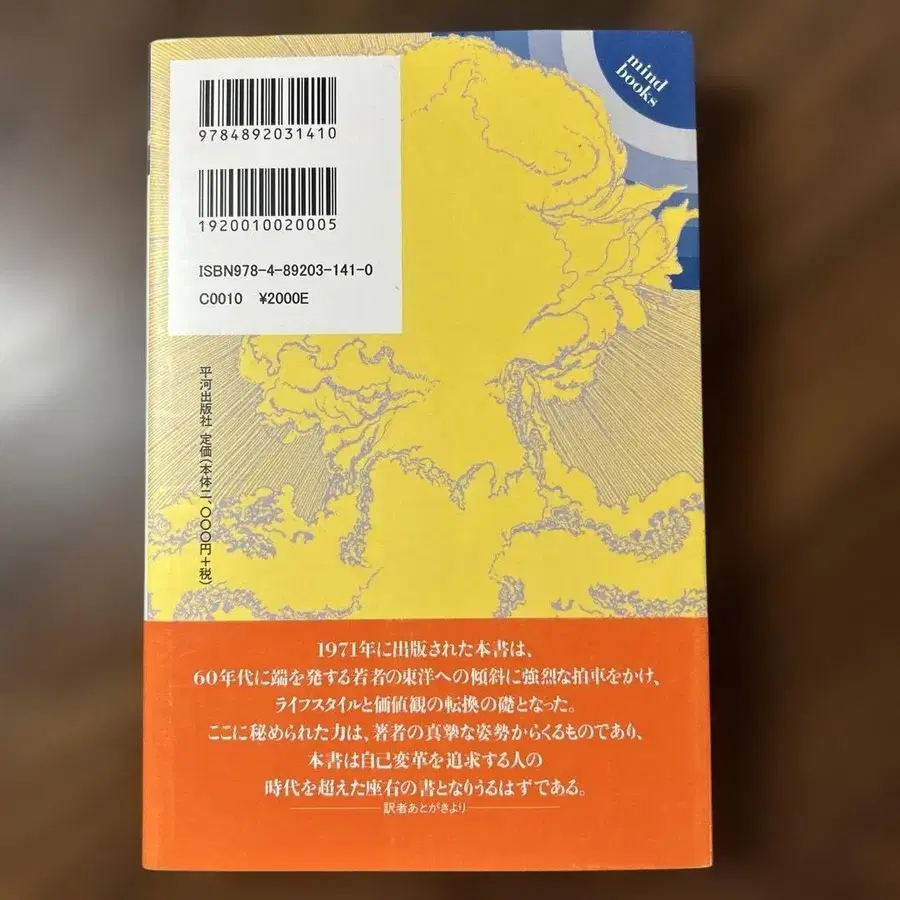 mind
books
9784892031410
1920010020005
ISBN978-4-89203-141-0
C0010 ¥2000E
平河出版社 定価(本体二、〇〇〇円+税)
1971年に出版された本書は、
60年代に端を発する若者の東洋への傾斜に強烈な拍車をかけ、
ライフスタイルと価値観の転換の礎となった。
ここに秘められた力は、著者の真摯な姿勢からくるものであり、
本書は自己変革を追求する人の
時代を超えた座右の書となりうるはずである。
訳者あとがきより